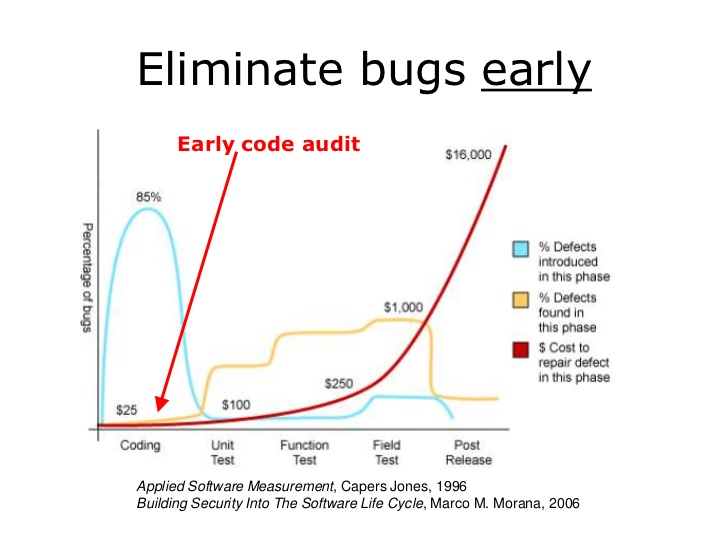 Eliminate bugs early
Early code audit
$16,000
85%
Percentage of bugs
% Defects
introduced
in this phase
% Defects
found in
this phase
$ Cost to
repair defect
in this phase
$1,000
$250
$25
$100
Coding
Unit
Test
Function
Test
Field
Test
Post
Release
Applied Software Measurement, Capers Jones, 1996
Building Security Into The Software Life Cycle, Marco M. Morana, 2006